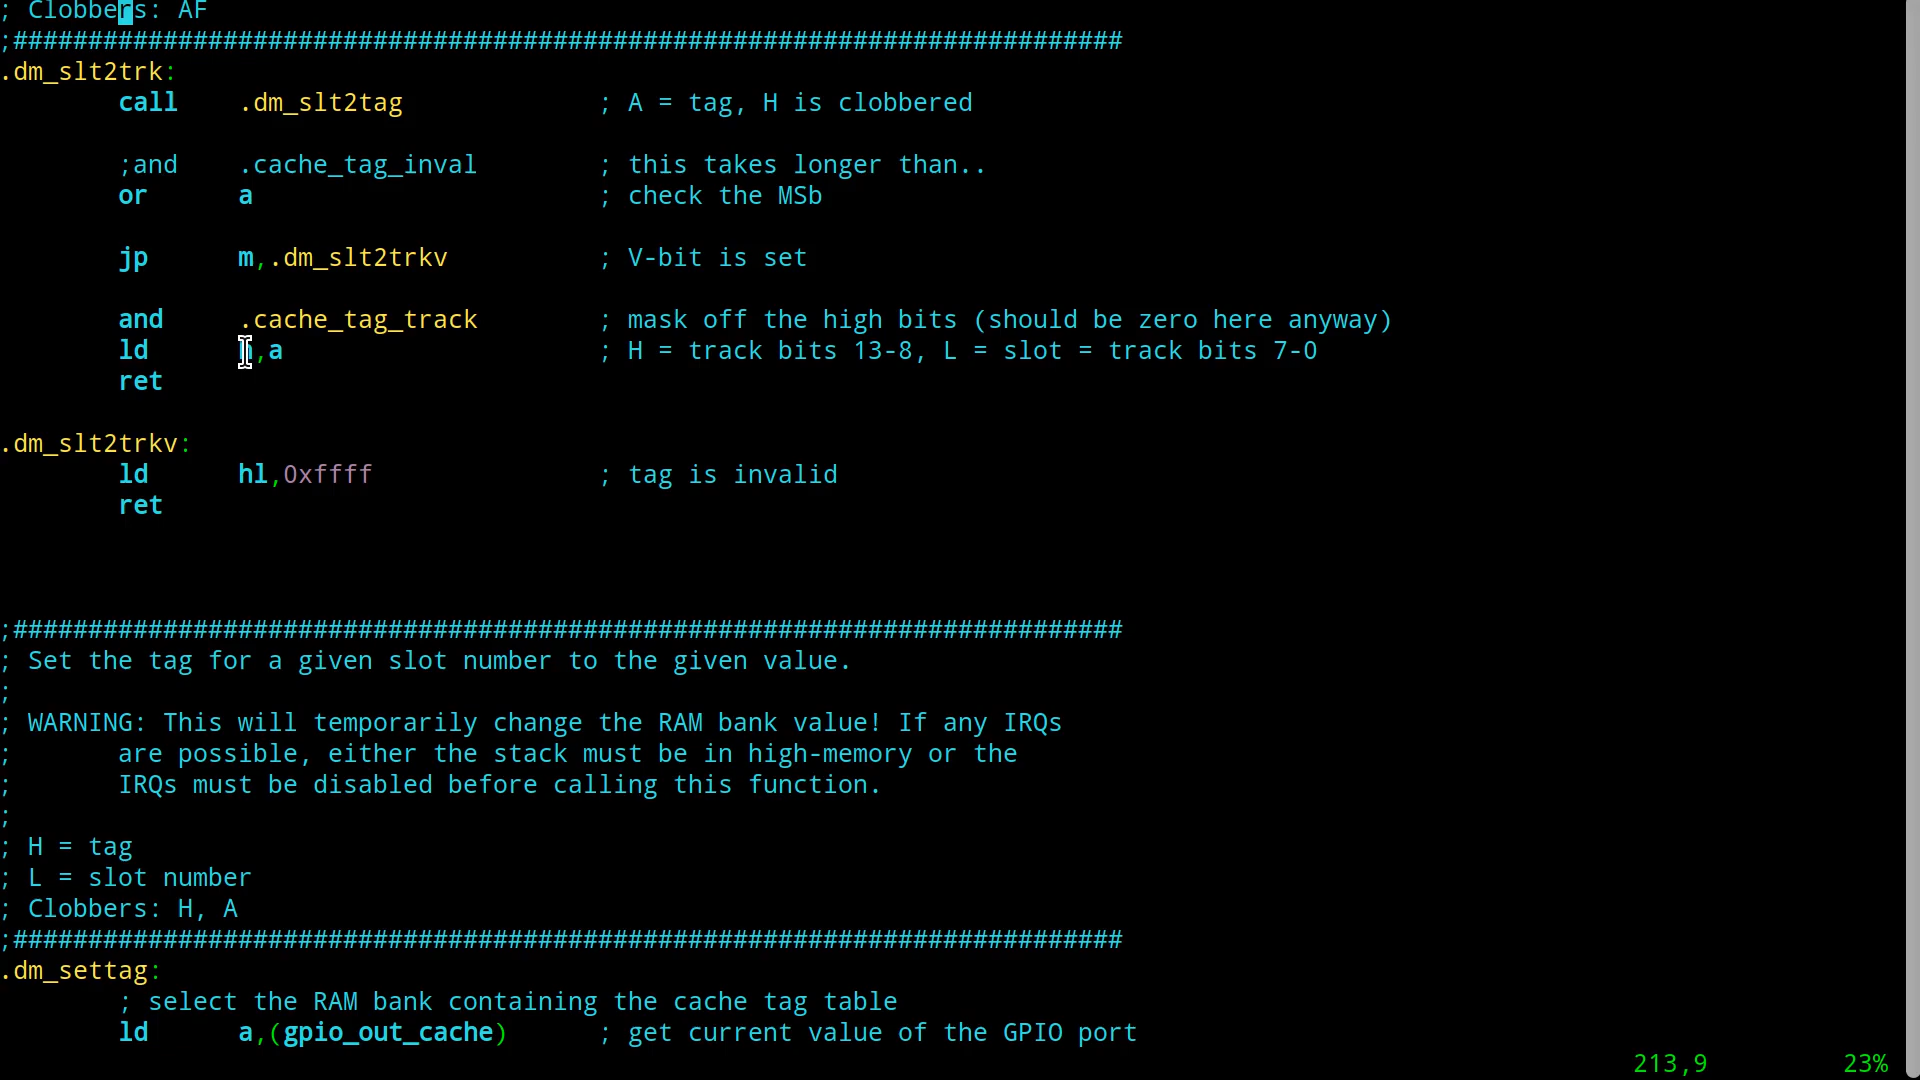 ; Clobbers: AF
;##########################################################################
.dm_slt2trk:
call .dm_slt2tag ; A = tag, H is clobbered
;and .cache_tag_inval ; this takes longer than..
or a ; check the MSb
jp m,.dm_slt2trkv ; V-bit is set
and .cache_tag_track ; mask off the high bits (should be zero here anyway)
ld h,a ; H = track bits 13-8, L = slot = track bits 7-0
ret
.dm_slt2trkv:
ld hl,0xffff ; tag is invalid
ret
;##########################################################################
; Set the tag for a given slot number to the given value.
;
; WARNING: This will temporarily change the RAM bank value! If any IRQs
; are possible, either the stack must be in high-memory or the
; IRQs must be disabled before calling this function.
;
; H = tag
; L = slot number
; Clobbers: H, A
;##########################################################################
.dm_settag:
; select the RAM bank containing the cache tag table
ld a,(gpio_out_cache) ; get current value of the GPIO port
213,9 23%